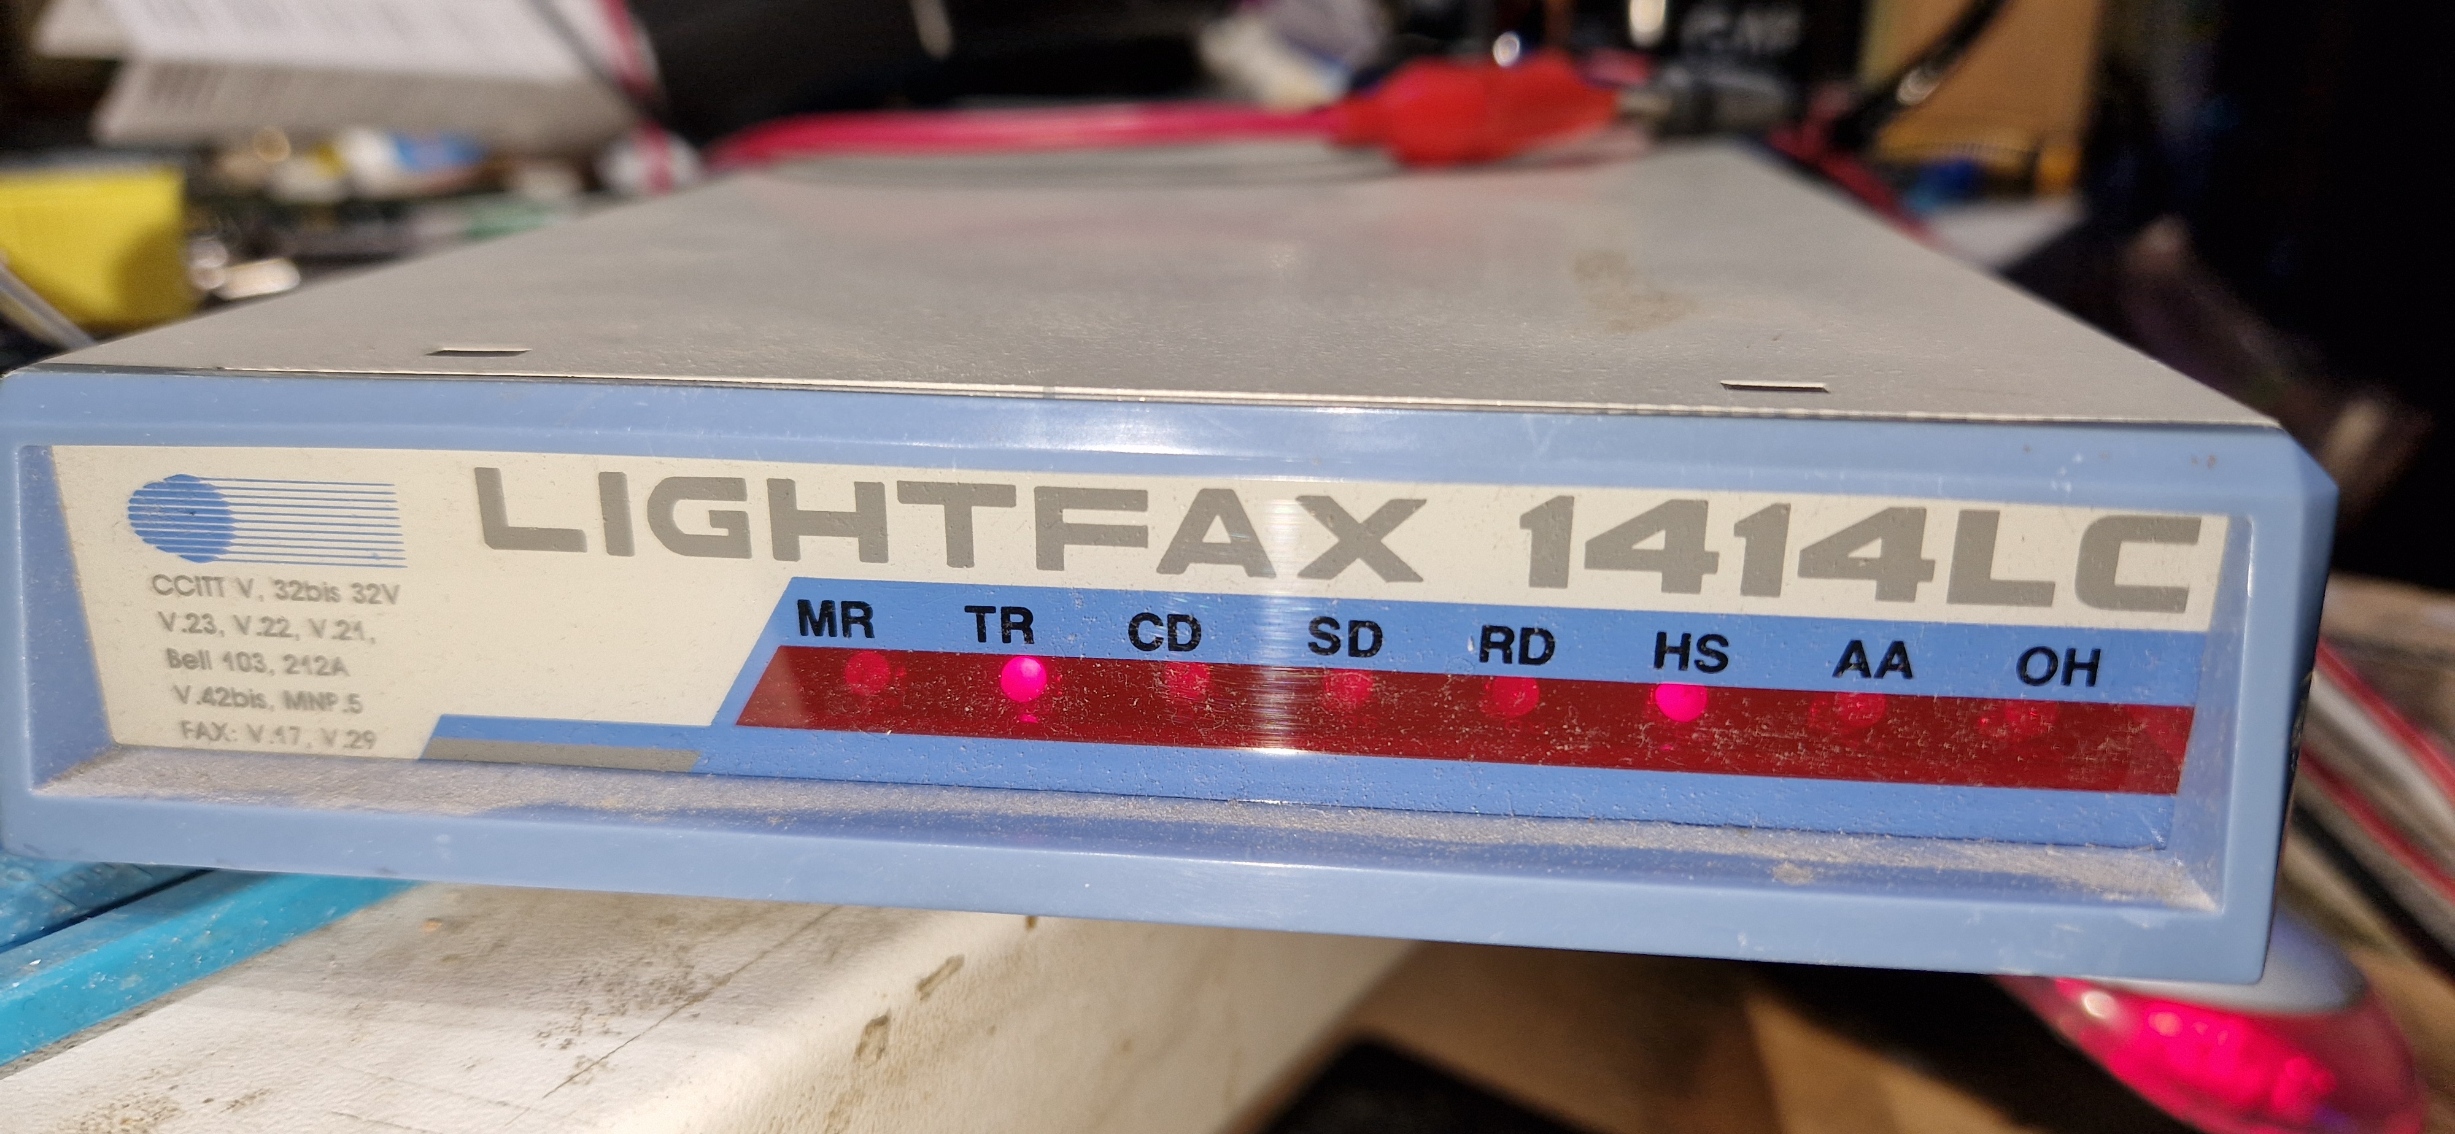 LIGHTFAX 1414LC
CCITT V, 32bis 32V
V.23, V.22, V.21,
Bell 103, 212A
V.42bis, MNP.5
FAX: V.17, V.29
MR TR CD SD RD HS AA OH